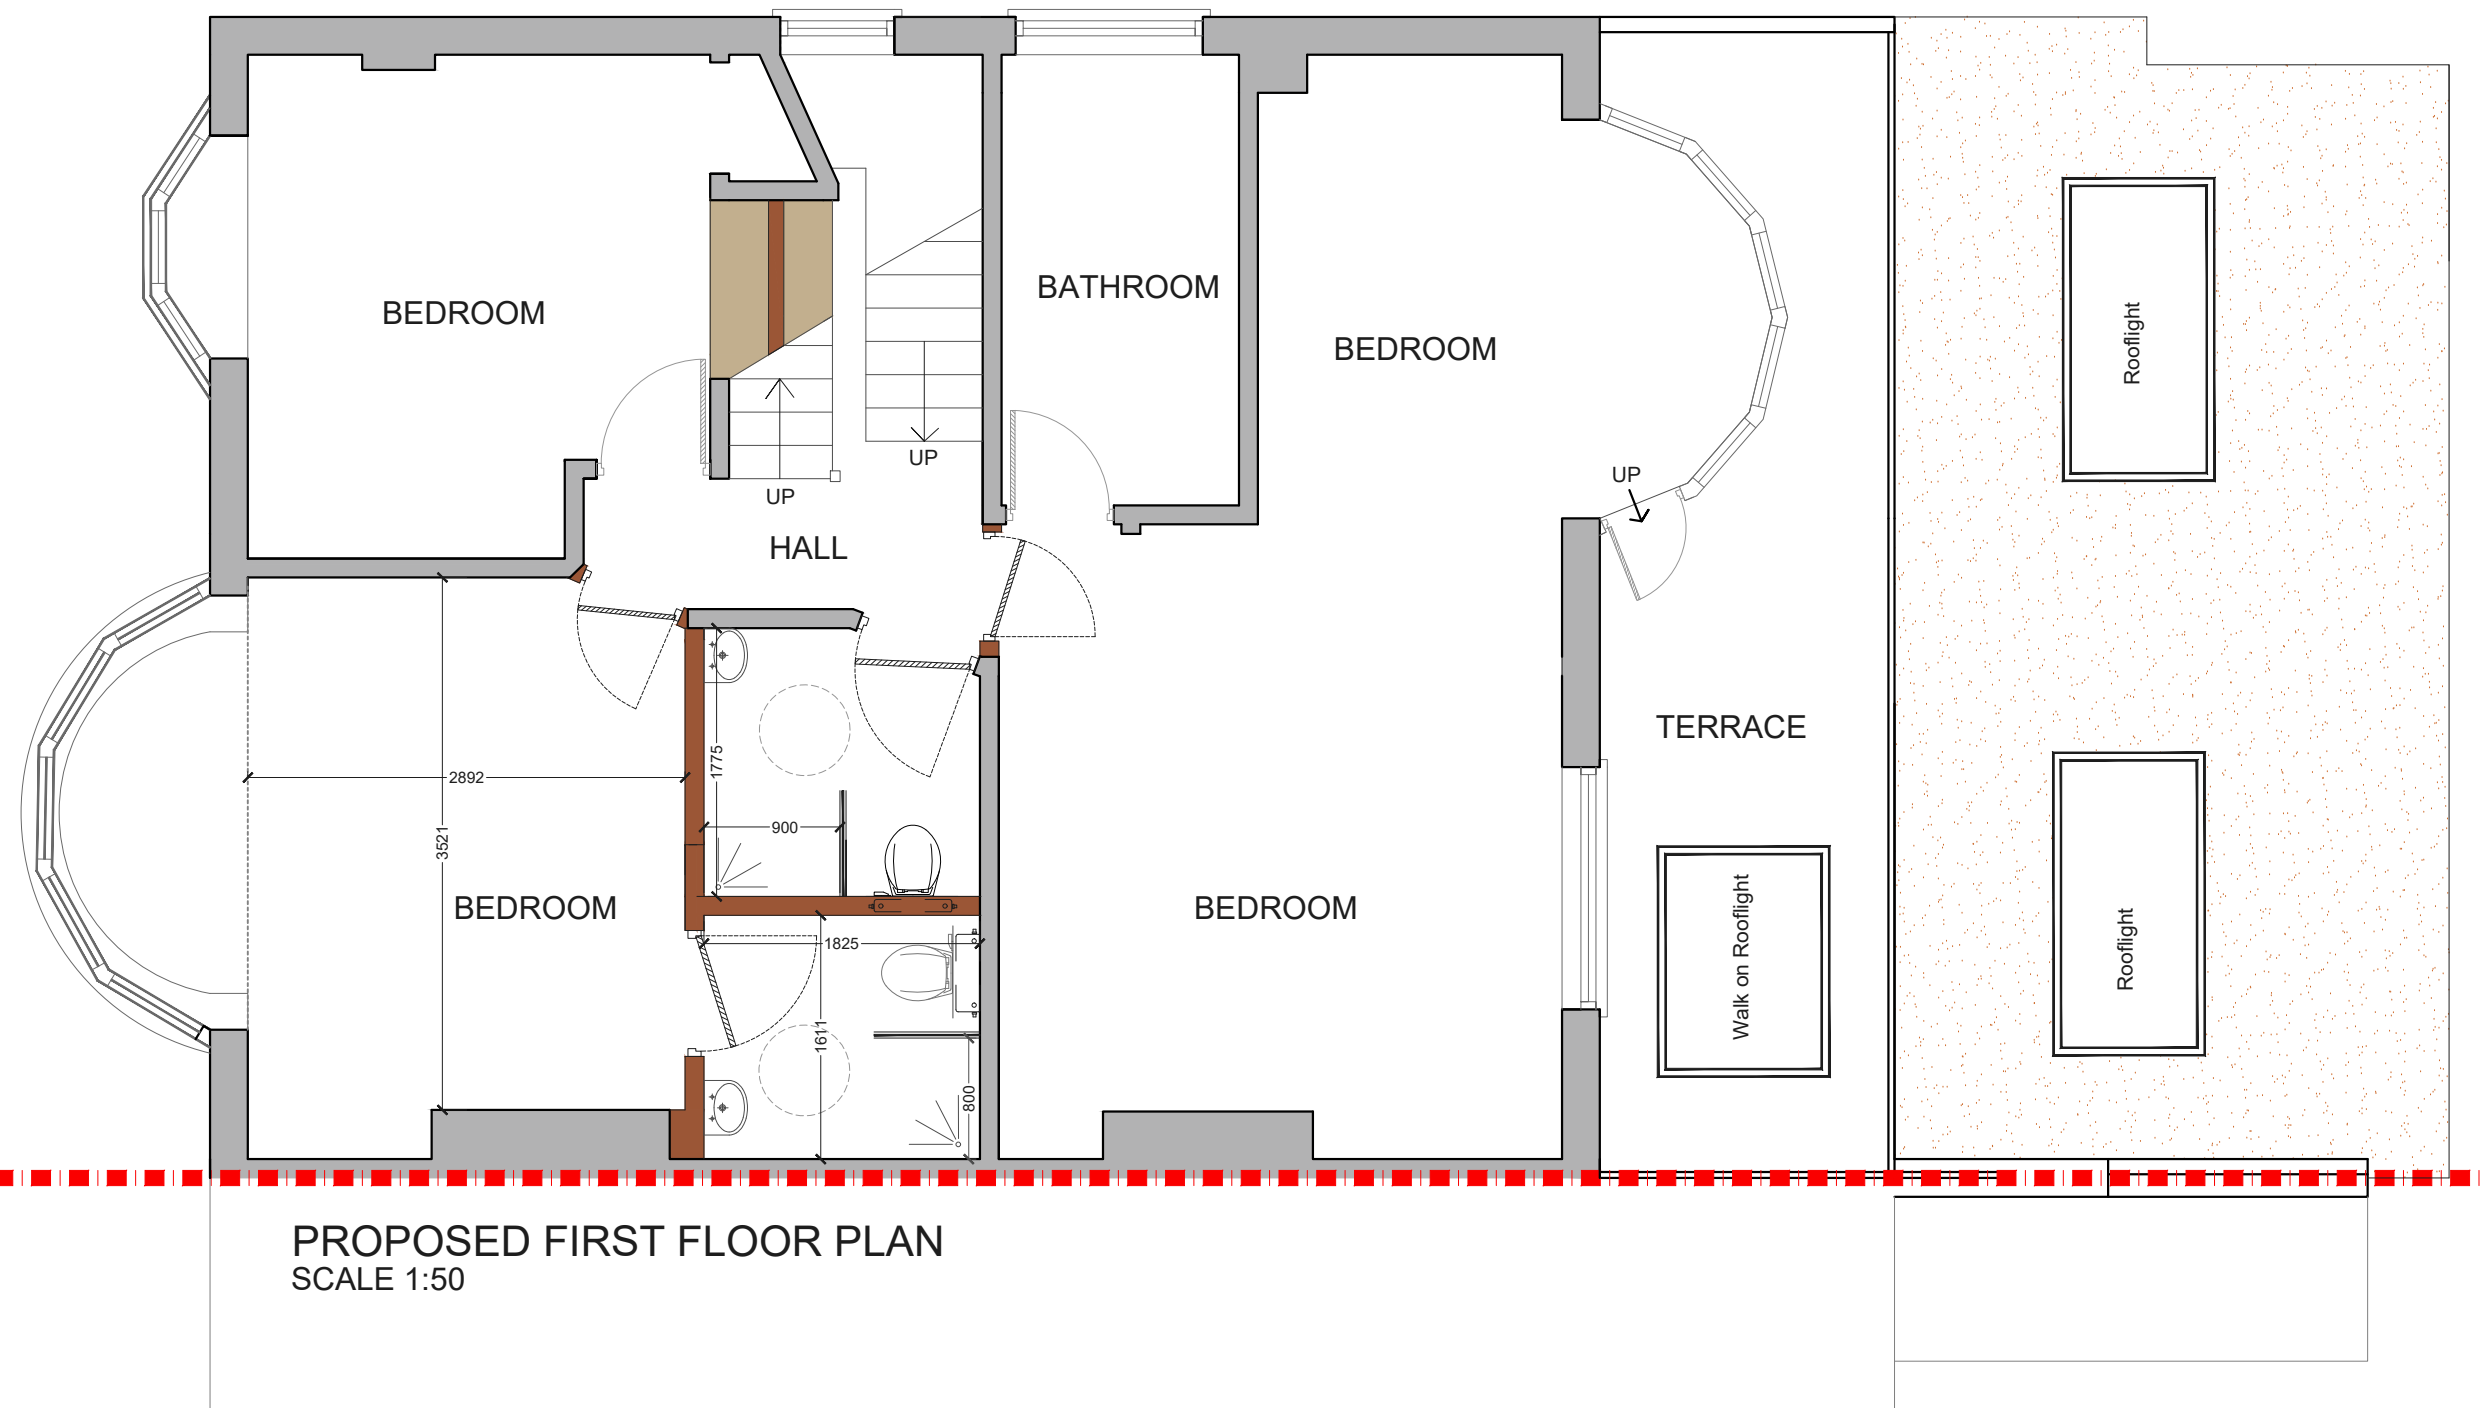 BEDROOM
BATHROOM
BEDROOM
Rooflight
UP
UP
UP
HALL
TERRACE
1775
2892
900
3521
BEDROOM
BEDROOM
Walk on Rooflight
Rooflight
1825
1611
800
PROPOSED FIRST FLOOR PLAN
SCALE 1:50